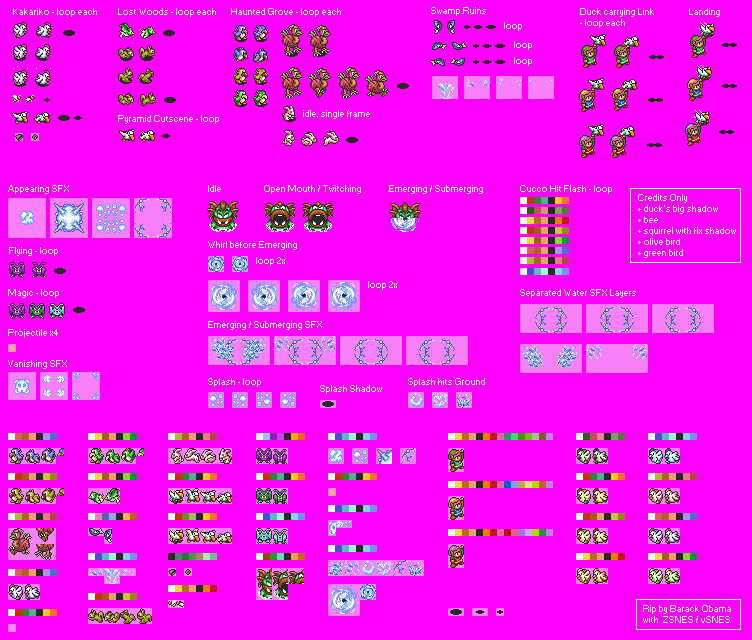 Kakariko - loop each
Lost Woods - loop each
Haunted Grove - loop each
Swamp Ruins
Duck carrying Link
- loop each
Landing
loop
loop
loop
idle, single frame
Pyramid Cutscene - loop
Appearing SFX
Idle
Open Mouth / Twitching
Emerging / Submerging
Cucco Hit Flash - loop
Credits Only
+ duck's big shadow
+ bee
+ squirrel with fix shadow
+ olive bird
+ green bird
Flying - loop
Whirl before Emerging
loop 2x
Magic - loop
loop 2x
Separated Water SFX Layers
Projectile x4
Emerging / Submerging SFX
Vanishing SFX
Splash - loop
Splash Shadow
Splash hits Ground
Rip by Barack Obama
with ZSNES / vSNES